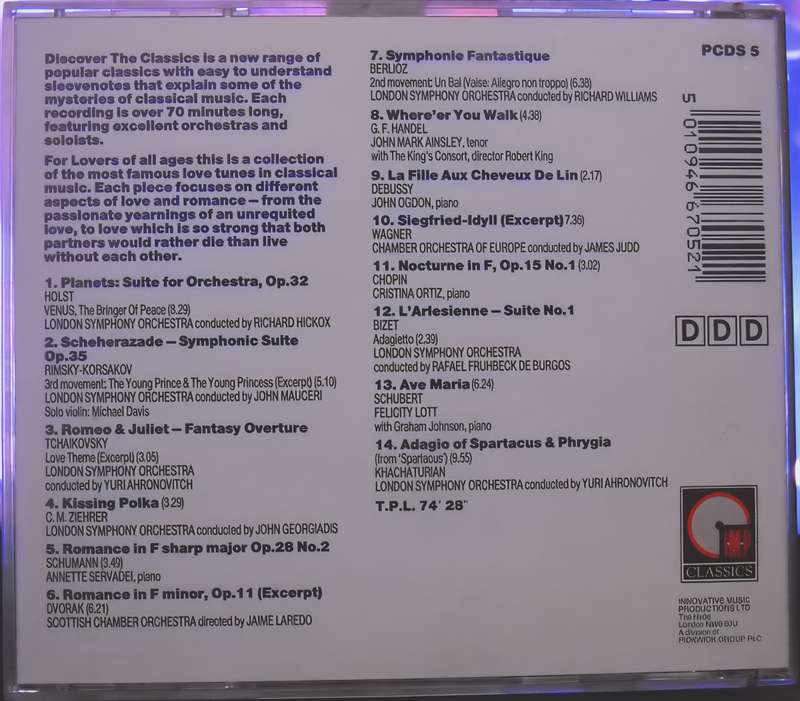 Discover The Classics is a new range of
popular classics with easy to understand
sleevenotes that explain some of the
mysteries of classical music. Each
recording is over 70 minutes long,
featuring excellent orchestras and
soloists.
For Lovers of all ages this is a collection
of the most famous love tunes in classical
music. Each piece focuses on different
aspects of love and romance – from the
passionate yearnings of an unrequited
love, to love which is so strong that both
partners would rather die than live
without each other.
1. Planets: Suite for Orchestra, Op.32
HOLST
VENUS, The Bringer Of Peace (8.29)
LONDON SYMPHONY ORCHESTRA conducted by RICHARD HICKOX
2. Scheherazade – Symphonic Suite
Op.35
RIMSKY-KORSAKOV
3rd movement: The Young Prince & The Young Princess (Excerpt) (5.10)
LONDON SYMPHONY ORCHESTRA conducted by JOHN MAUCERI
Solo violin: Michael Davis
3. Romeo & Juliet – Fantasy Overture
TCHAIKOVSKY
Love Theme (Excerpt) (3.05)
LONDON SYMPHONY ORCHESTRA
conducted by YURI AHRONOVITCH
4. Kissing Polka (3.29)
C. M. ZIEHRER
LONDON SYMPHONY ORCHESTRA conducted by JOHN GEORGIADIS
5. Romance in F sharp major Op.28 No.2
SCHUMANN (3.49)
ANNETTE SERVADEI, piano
6. Romance in F minor, Op.11 (Excerpt)
DVORAK (6.21)
SCOTTISH CHAMBER ORCHESTRA directed by JAIME LAREDO
7. Symphonie Fantastique
BERLIOZ
2nd movement: Un Bal (Valse: Allegro non troppo) (6.38)
LONDON SYMPHONY ORCHESTRA conducted by RICHARD WILLIAMS
8. Where'er You Walk (4.38)
G. F. HANDEL
JOHN MARK AINSLEY, tenor
with The King's Consort, director Robert King
9. La Fille Aux Cheveux De Lin (2.17)
DEBUSSY
JOHN OGDON, piano
10. Siegfried-Idyll (Excerpt) 7.36)
WAGNER
CHAMBER ORCHESTRA OF EUROPE conducted by JAMES JUDD
11. Nocturne in F, Op.15 No.1 (3.02)
CHOPIN
CRISTINA ORTIZ, piano
12. L'Arlesienne – Suite No.1
BIZET
Adagietto (2.39)
LONDON SYMPHONY ORCHESTRA
conducted by RAFAEL FRUHBECK DE BURGOS
13. Ave Maria (6.24)
SCHUBERT
FELICITY LOTT
with Graham Johnson, piano
14. Adagio of Spartacus & Phrygia
(from 'Spartacus') (9.55)
KHACHATURIAN
LONDON SYMPHONY ORCHESTRA conducted by YURI AHRONOVITCH
T.P.L. 74' 28"
PCDS 5
5 010946 670521
DDD
IMP
CLASSICS
INNOVATIVE MUSIC
PRODUCTIONS LTD
The Hyde
London NW9 6JU
A division of
PICKWICK GROUP PLC.